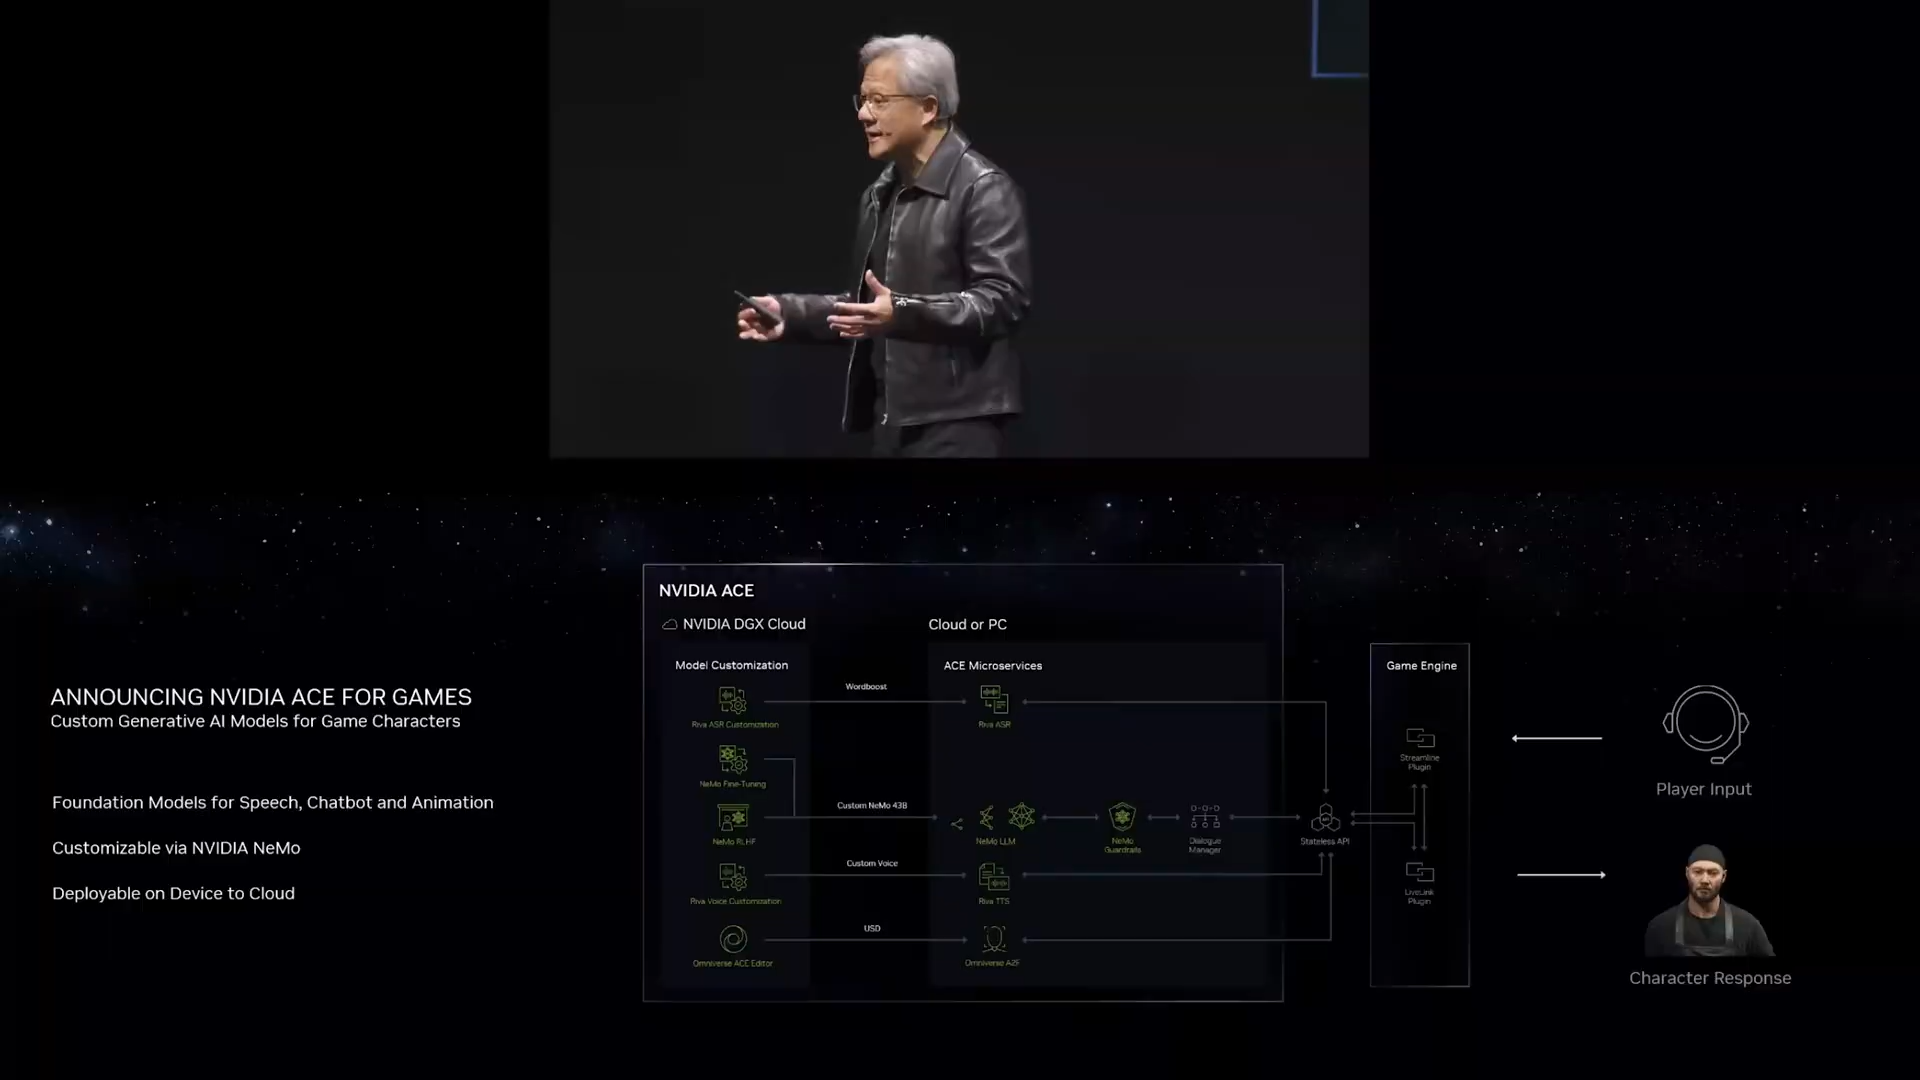 NVIDIA ACE
NVIDIA DGX Cloud
Cloud or PC
Model Customization
ACE Microservices
Game Engine
Wordboost
Riva ASR Customization
Riva ASR
ANNOUNCING NVIDIA ACE FOR GAMES
Custom Generative AI Models for Game Characters
NeMo Fine-Tuning
Streamline
Plugin
Player Input
Foundation Models for Speech, Chatbot and Animation
Custom NeMo 43B
NeMo RLHF
NeMo LLM
NeMo
Guardrails
Dialogue
Manager
API
Stateless API
Customizable via NVIDIA NeMo
Custom Voice
Deployable on Device to Cloud
Riva Voice Customization
Riva TTS
LiveLink
Plugin
USD
Omniverse ACE Editor
Omniverse A2F
Character Response